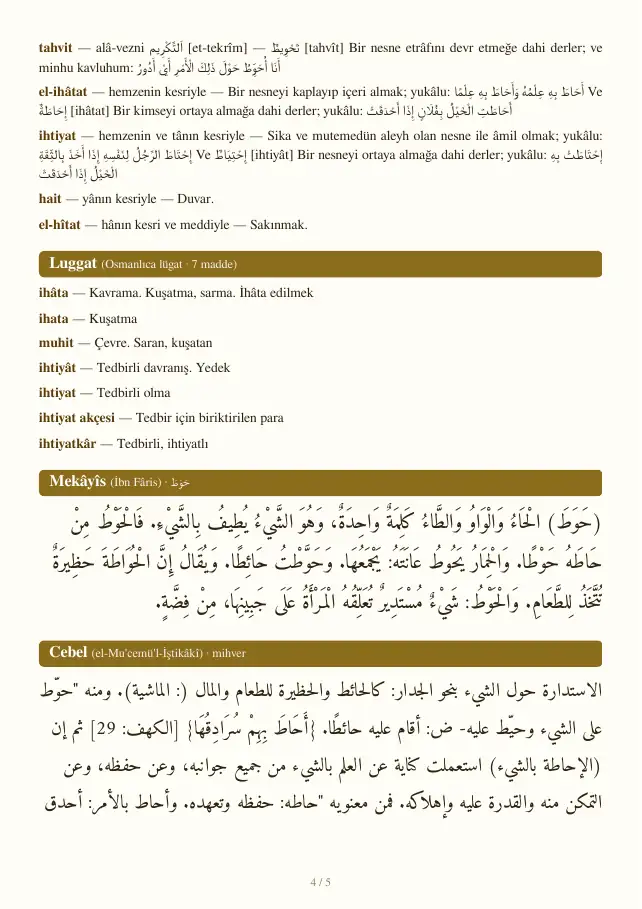 tahvit — alâ-vezni اَلتَّكْرِيم [et-tekrîm] — تَحْوِيطٌ [tahvît] Bir nesne etrâfını devr etmeğe dahi derler; ve
minhu kavluhum: أَنَا أُحَوِّطُ حَوْلَ ذَلِكَ الْأَمْرِ أَيْ أَدُورُ
el-ihâtat — hemzenin kesriyle — Bir nesneyi kaplayıp içeri almak; yukâlu: أَحَاطَ بِهِ عِلْمُهُ وَأَحَاطَ بِهِ عِلْمًا Ve
إِحَاطَةٌ [ihâtat] Bir kimseyi ortaya almağa dahi derler; yukâlu: أَحَاطَتِ الْخَيْلُ بِفُلَانٍ إِذَا أَحْدَقَتْ
ihtiyat — hemzenin ve tânın kesriyle — Sika ve mutemedün aleyh olan nesne ile âmil olmak; yukâlu:
إِحْتَاطَ الرَّجُلُ لِنَفْسِهِ إِذَا أَخَذَ بِالثِّقَةِ Ve إِحْتِيَاطٌ [ihtiyât] Bir nesneyi ortaya almağa dahi derler; yukâlu: إِحْتَاطَتْ بِهِ
الْخَيْلُ إِذَا أَحْدَقَتْ
hait — yânın kesriyle — Duvar.
el-hîtat — hânın kesri ve meddiyle — Sakınmak.
Luggat (Osmanlıca lügat · 7 madde)
ihâta — Kavrama. Kuşatma, sarma. İhâta edilmek
ihata — Kuşatma
muhit — Çevre. Saran, kuşatan
ihtiyât — Tedbirli davranış. Yedek
ihtiyat — Tedbirli olma
ihtiyat akçesi — Tedbir için biriktirilen para
ihtiyatkâr — Tedbirli, ihtiyatlı
Mekâyîs (İbn Fâris) · حَوَطَ
(حَوَطَ) الْحَاءُ وَالْوَاوُ وَالطَّاءُ كَلِمَةٌ وَاحِدَةٌ، وَهُوَ الشَّيْءُ يُطِيفُ بِالشَّيْءِ. فَالْحَوْطُ مِنْ
حَاطَهُ حَوْطًا. وَالْحِمَارُ يَحُوطُ عَانَتَهُ: يَجْمَعُهَا. وَحَوَّطْتُ حَائِطًا. وَيُقَالُ إِنَّ الْحُوَاطَةَ حَظِيرَةٌ
تُتَّخَذُ لِلطَّعَامِ. وَالْحَوْطُ: شَيْءٌ مُسْتَدِيرٌ تُعَلِّقُهُ الْمَرْأَةُ عَلَى جَبِينِهَا، مِنْ فِضَّةٍ.
Cebel (el-Mu'cemü'l-İştikâkî) · mihver
الاستدارة حول الشيء بنحو الجدار: كالحائط والحظيرة للطعام والمال (: الماشية). ومنه "حوّط
على الشيء وحيّط عليه- ض: أقام عليه حائطًا. {أَحَاطَ بِهِمْ سُرَادِقُهَا} [الكهف: 29] ثم إن
(الإحاطة بالشيء) استعملت كناية عن العلم بالشيء من جميع جوانبه، وعن حفظه، وعن
التمكن منه والقدرة عليه وإهلاكه. فمن معنويه "حاطه: حفظه وتعهده. وأحاط بالأمر: أحدق
4 / 5